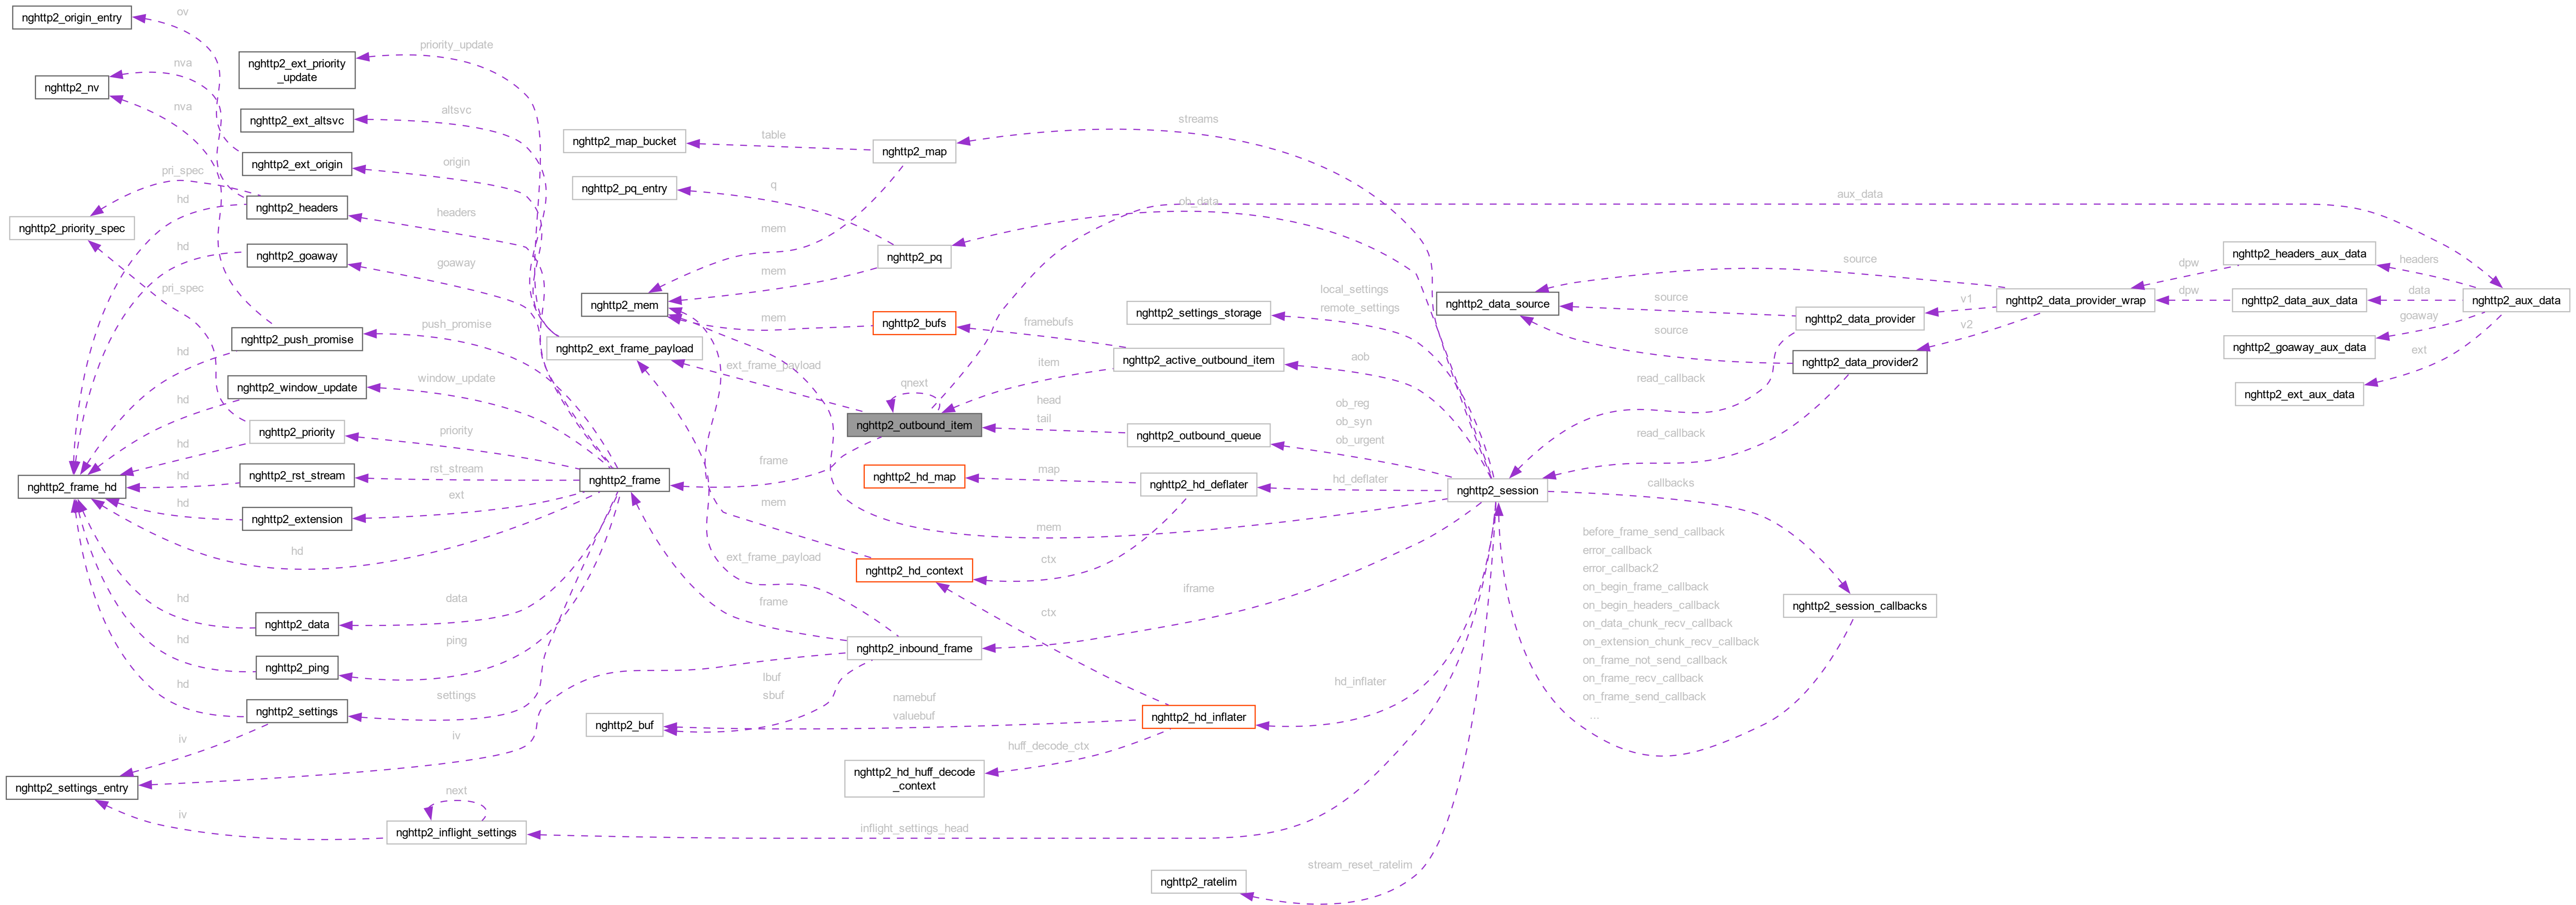 nghttp2_origin_entry
ov
nghttp2_nv
nva
nva
nghttp2_priority_spec
pri_spec
hd
hd
pri_spec
hd
hd
hd
hd
hd
nghttp2_frame_hd
hd
hd
hd
hd
iv
nghttp2_settings_entry
iv
nghttp2_ext_priority
_update
nghttp2_ext_altsvc
nghttp2_ext_origin
nghttp2_headers
nghttp2_goaway
nghttp2_push_promise
nghttp2_window_update
nghttp2_priority
nghttp2_rst_stream
nghttp2_extension
nghttp2_data
nghttp2_ping
nghttp2_settings
nghttp2_inflight_settings
next
priority_update
altsvc
origin
headers
goaway
push_promise
window_update
priority
rst_stream
ext
data
ping
settings
iv
nghttp2_map_bucket
nghttp2_pq_entry
nghttp2_mem
nghttp2_ext_frame_payload
nghttp2_frame
nghttp2_buf
table
q
mem
mem
mem
ext_frame_payload
frame
mem
ext_frame_payload
frame
lbuf
sbuf
nghttp2_map
nghttp2_pq
nghttp2_bufs
qnext
nghttp2_outbound_item
nghttp2_hd_map
nghttp2_hd_context
nghttp2_inbound_frame
namebuf
valuebuf
nghttp2_hd_huff_decode
_context
inflight_settings_head
framebufs
item
head
tail
map
mem
ctx
ctx
huff_decode_ctx
streams
ob_data
nghttp2_settings_storage
nghttp2_active_outbound_item
nghttp2_outbound_queue
nghttp2_hd_deflater
iframe
nghttp2_hd_inflater
nghttp2_ratelim
local_settings
remote_settings
aob
ob_reg
ob_syn
ob_urgent
hd_deflater
hd_inflater
stream_reset_ratelim
nghttp2_data_source
nghttp2_session
source
source
source
read_callback
read_callback
callbacks
before_frame_send_callback
error_callback
error_callback2
on_begin_frame_callback
on_begin_headers_callback
on_data_chunk_recv_callback
on_extension_chunk_recv_callback
on_frame_not_send_callback
on_frame_recv_callback
on_frame_send_callback
...
aux_data
nghttp2_data_provider
nghttp2_data_provider2
nghttp2_session_callbacks
v1
v2
nghttp2_data_provider_wrap
dpw
dpw
nghttp2_headers_aux_data
nghttp2_data_aux_data
nghttp2_goaway_aux_data
nghttp2_ext_aux_data
headers
data
goaway
ext
nghttp2_aux_data